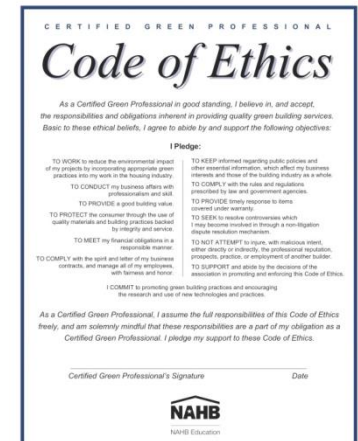 CERTIFIED GREEN PROFESSIONAL
Code of Ethics
As a Certified Green Professional in good standing, I believe in, and accept,
the responsibilities and obligations inherent in providing quality green building services.
Basic to these ethical beliefs, I agree to abide by and support the following objectives:
I Pledge:
TO WORK to reduce the environmental impact
of my projects by incorporating appropriate green
practices into my work in the housing industry.
TO CONDUCT my business affairs with
professionalism and skill.
TO PROVIDE a good building value.
TO PROTECT the consumer through the use of
quality materials and building practices backed
by integrity and service.
TO MEET my financial obligations in a
responsible manner.
TO COMPLY with the spirit and letter of my business
contracts, and manage all of my employees,
with fairness and honor.
TO KEEP informed regarding public policies and
other essential information, which affect my business
interests and those of the building industry as a whole.
TO COMPLY with the rules and regulations
prescribed by law and government agencies.
TO PROVIDE timely response to items
covered under warranty.
TO SEEK to resolve controversies which
I may become involved in through a non-litigation
dispute resolution mechanism.
TO NOT ATTEMPT to injure, with malicious intent,
either directly or indirectly, the professional reputation,
prospects, practice, or employment of another builder.
TO SUPPORT and abide by the decisions of the
association in promoting and enforcing this Code of Ethics.
I COMMIT to promoting green building practices and encouraging
the research and use of new technologies and practices.
As a Certified Green Professional, I assume the full responsibilities of this Code of Ethics
freely, and am solemnly mindful that these responsibilities are a part of my obligation as a
Certified Green Professional. I pledge my support to these Code of Ethics.
Certified Green Professional's Signature Date
NAHB
NAHB Education